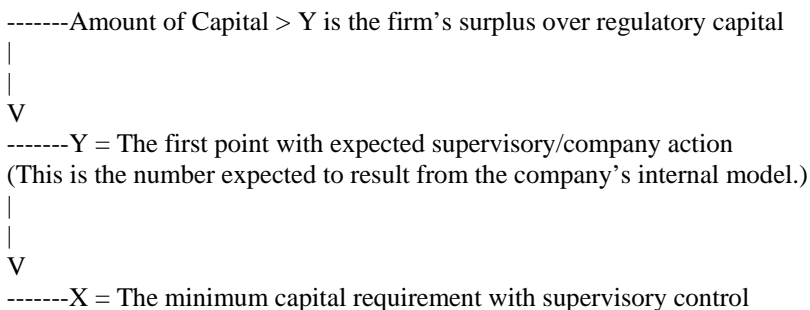 -------Amount of Capital > Y is the firm’s surplus over regulatory capital
|
|
V
-------Y = The first point with expected supervisory/company action
(This is the number expected to result from the company’s internal model.)
|
|
V
-------X = The minimum capital requirement with supervisory control